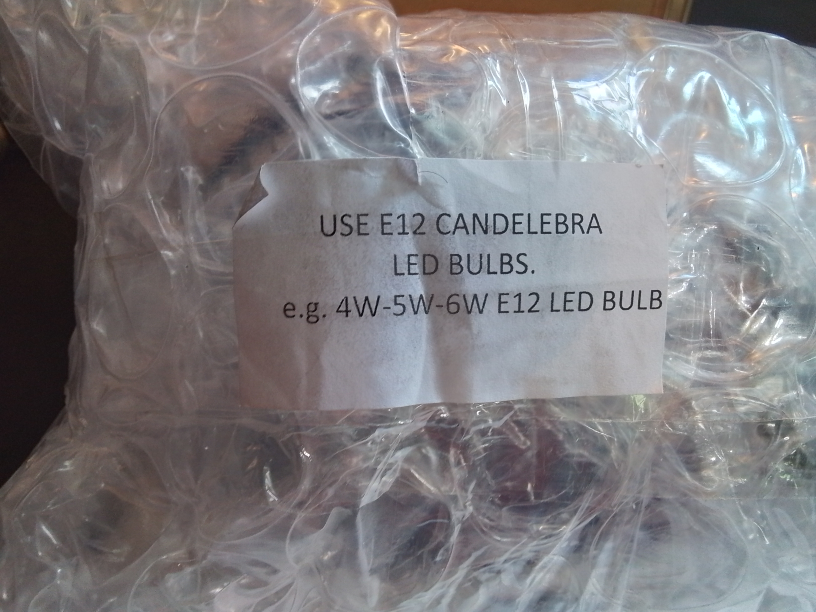 USE E12 CANDELEBRA
LED BULBS.
e.g. 4W-5W-6W E12 LED BULB